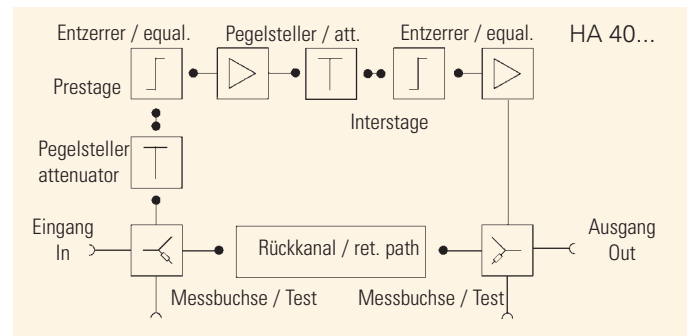 Entzerrer / equal.
Pegelsteller / att.
Entzerrer / equal.
HA 40...
Prestage
Interstage
Pegelsteller
attenuator
Eingang
In
Rückkanal / ret. path
Ausgang
Out
Messbuchse / Test
Messbuchse / Test